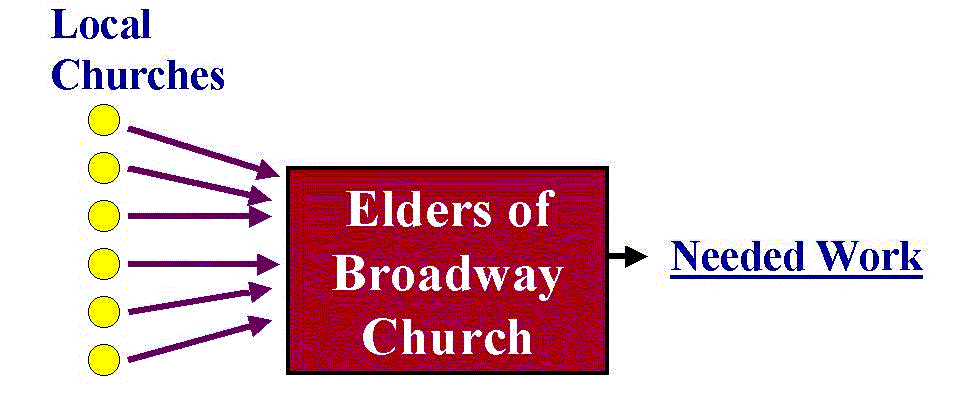 Local
Churches
Elders of
Broadway
Church
Needed Work